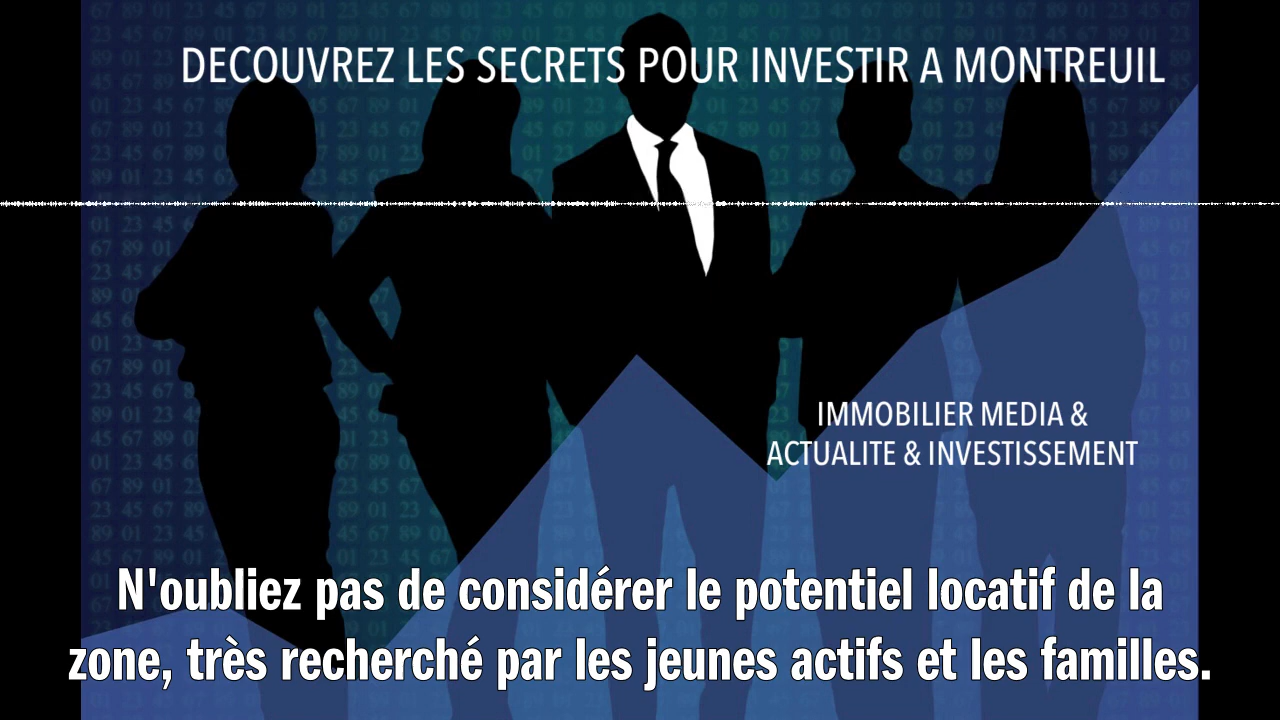 DECOUVREZ LES SECRETS POUR INVESTIR A MONTREUIL
IMMOBILIER MEDIA &
ACTUALITE & INVESTISSEMENT
N'oubliez pas de considérer le potentiel locatif de la
zone, très recherché par les jeunes actifs et les familles.